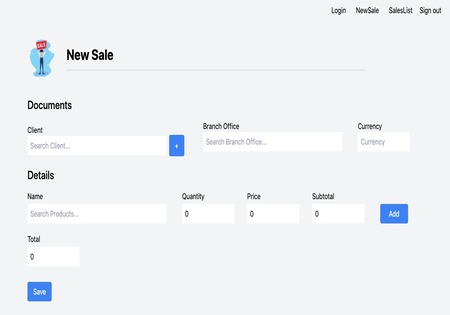 Login NewSale SalesList Sign out
SALE
New Sale
Documents
Client Branch Office Currency
Search Client... + Search Branch Office... Currency
Details
Name Quantity Price Subtotal
Search Products... 0 0 0 Add
Total
0
Save